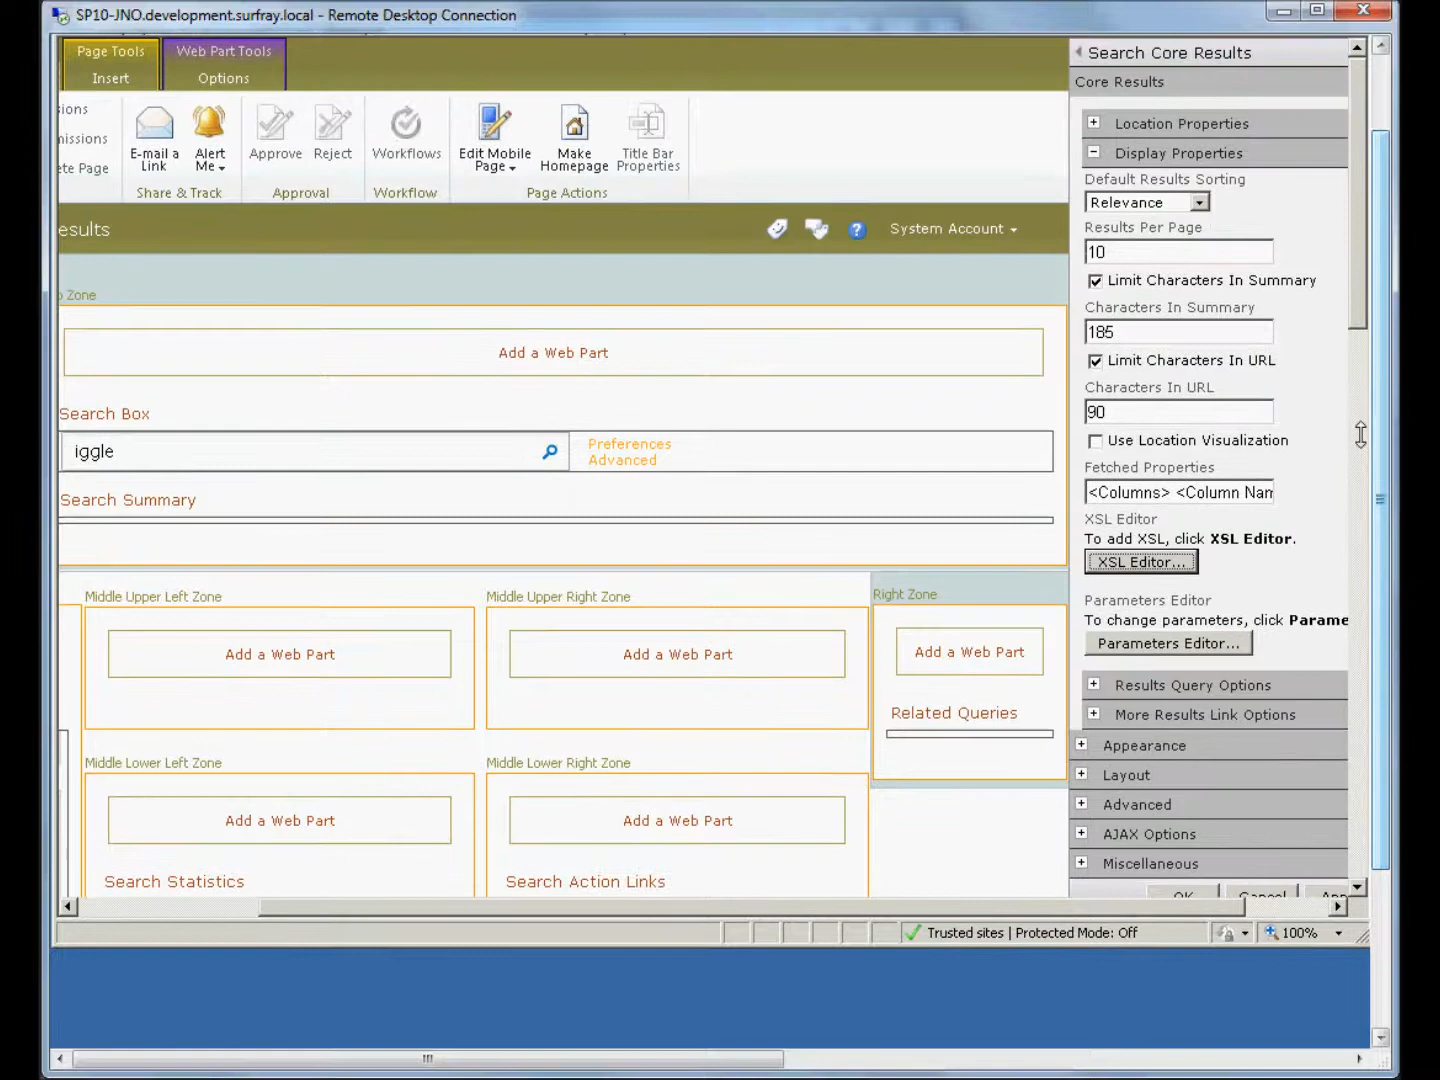 SP10-JNO.development.surfray.local - Remote Desktop Connection
Page Tools
Web Part Tools
Insert
Options
E-mail a Link
Alert Me
Approve
Reject
Workflows
Edit Mobile Page
Make Homepage
Title Bar Properties
ete Page
Share & Track
Approval
Workflow
Page Actions
esults
System Account
Zone
Add a Web Part
Search Box
iggle
Preferences
Advanced
Search Summary
Middle Upper Left Zone
Middle Upper Right Zone
Right Zone
Add a Web Part
Add a Web Part
Add a Web Part
Related Queries
Middle Lower Left Zone
Middle Lower Right Zone
Add a Web Part
Add a Web Part
Search Statistics
Search Action Links
Search Core Results
Core Results
Location Properties
Display Properties
Default Results Sorting
Relevance
Results Per Page
10
Limit Characters In Summary
Characters In Summary
185
Limit Characters In URL
Characters In URL
90
Use Location Visualization
Fetched Properties
<Columns> <Column Nam
XSL Editor
To add XSL, click XSL Editor.
XSL Editor...
Parameters Editor
To change parameters, click Parame
Parameters Editor...
Results Query Options
More Results Link Options
Appearance
Layout
Advanced
AJAX Options
Miscellaneous
OK
Cancel
App
Trusted sites | Protected Mode: Off
100%